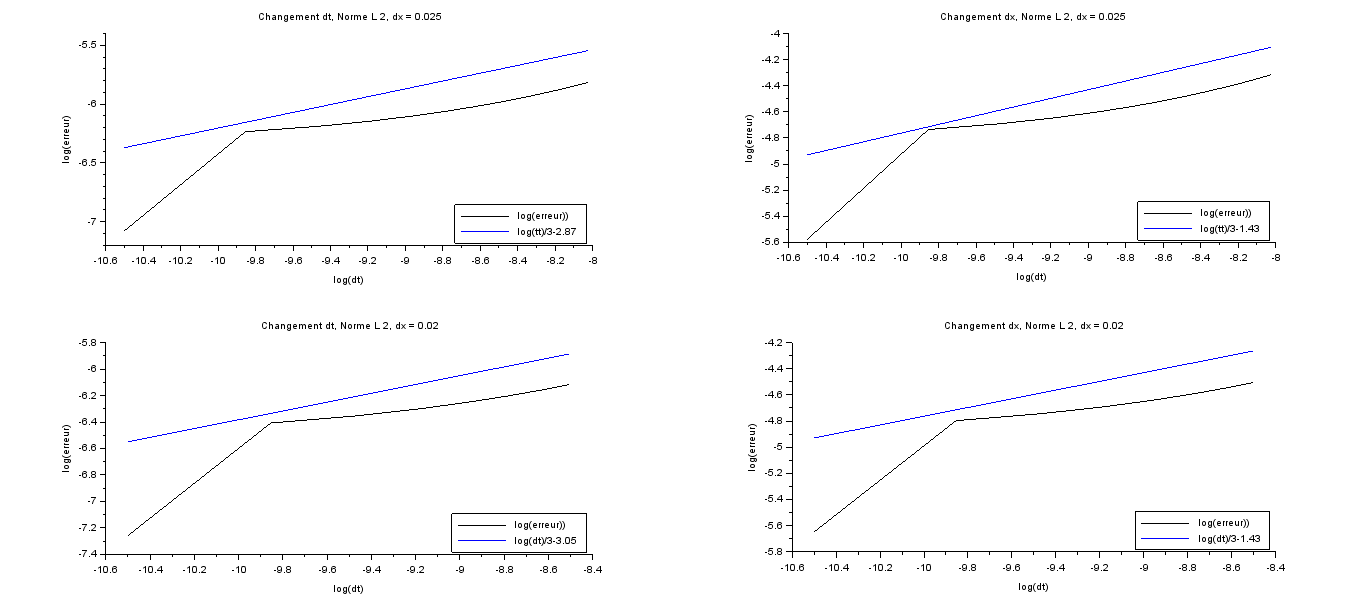 Changement dt, Norme L 2, dx = 0.025
-5.5
-6
-6.5
-7
log(erreur)
-10.6 -10.4 -10.2 -10 -9.8 -9.6 -9.4 -9.2 -9 -8.8 -8.6 -8.4 -8.2 -8
log(dt)
log(erreur))
log(tt)/3-2.87
Changement dx, Norme L 2, dx = 0.025
-4
-4.2
-4.4
-4.6
-4.8
-5
-5.2
-5.4
-5.6
log(erreur)
-10.6 -10.4 -10.2 -10 -9.8 -9.6 -9.4 -9.2 -9 -8.8 -8.6 -8.4 -8.2 -8
log(dt)
log(erreur))
log(tt)/3-1.43
Changement dt, Norme L 2, dx = 0.02
-5.8
-6
-6.2
-6.4
-6.6
-6.8
-7
-7.2
-7.4
log(erreur)
-10.6 -10.4 -10.2 -10 -9.8 -9.6 -9.4 -9.2 -9 -8.8 -8.6 -8.4
log(dt)
log(erreur))
log(dt)/3-3.05
Changement dx, Norme L 2, dx = 0.02
-4.2
-4.4
-4.6
-4.8
-5
-5.2
-5.4
-5.6
-5.8
log(erreur)
-10.6 -10.4 -10.2 -10 -9.8 -9.6 -9.4 -9.2 -9 -8.8 -8.6 -8.4
log(dt)
log(erreur))
log(dt)/3-1.43